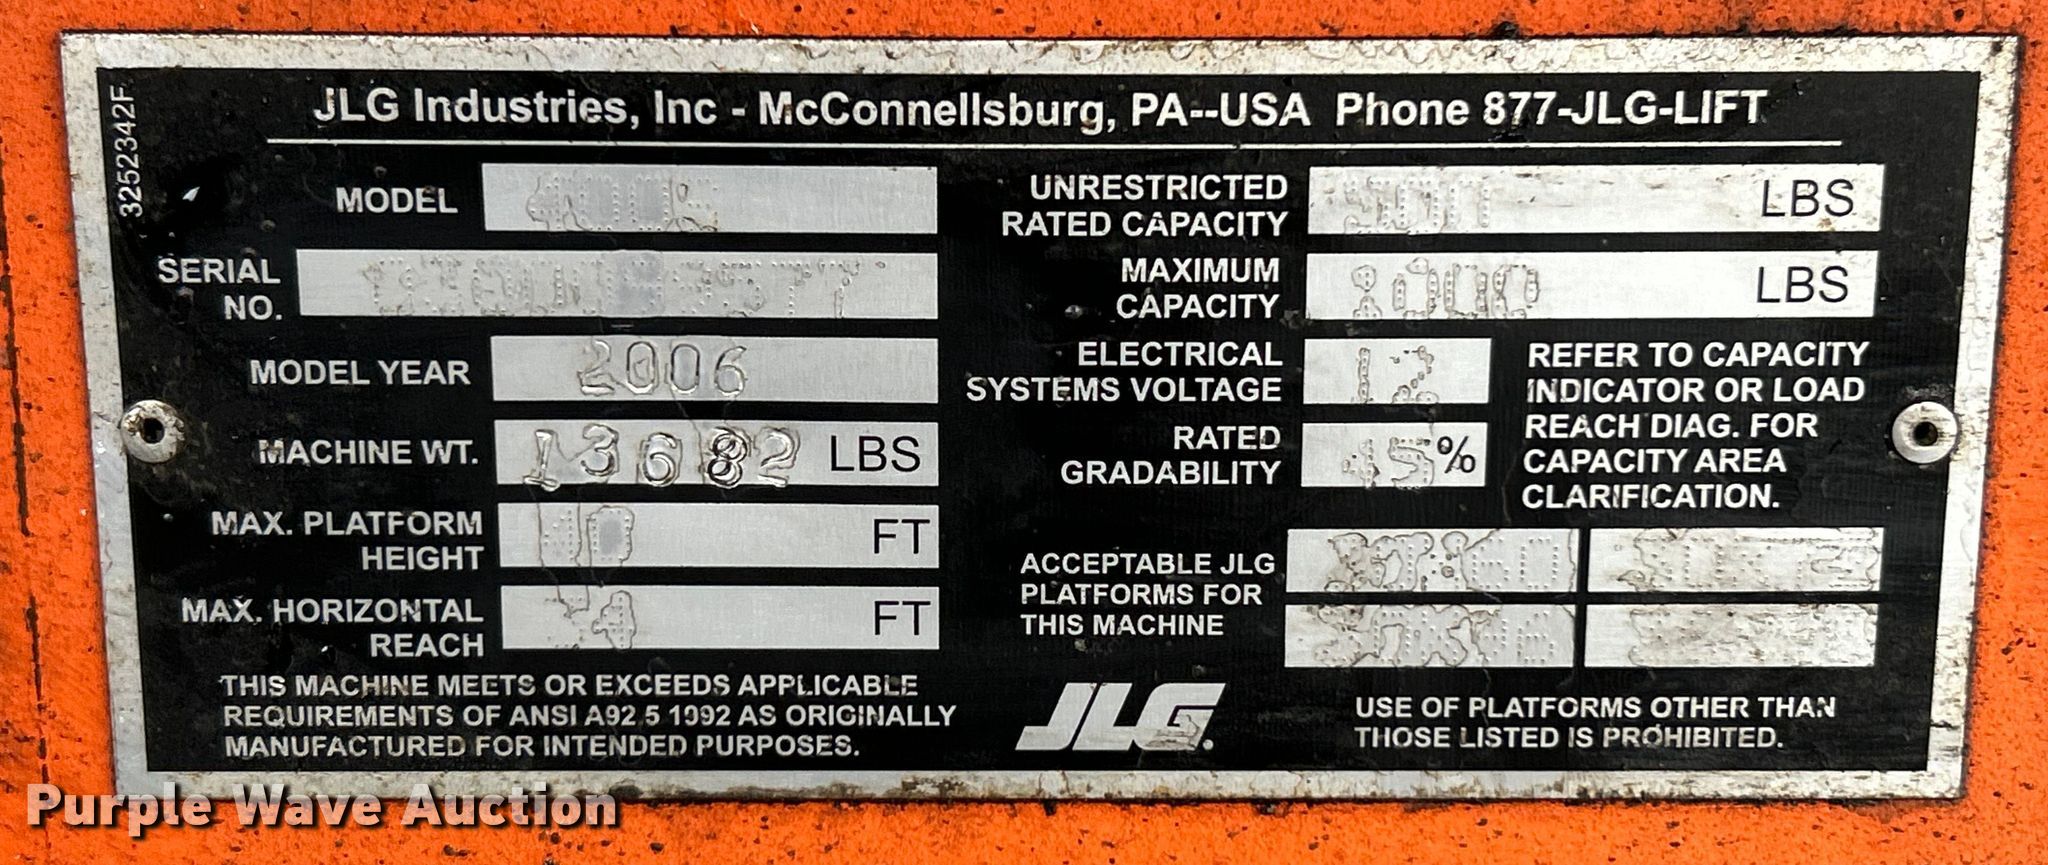 3252342F
JLG Industries, Inc - McConnellsburg, PA--USA Phone 877-JLG-LIFT
MODEL
SERIAL
NO.
MODEL YEAR 2006
MACHINE WT. 13682 LBS
MAX. PLATFORM
HEIGHT FT
MAX. HORIZONTAL
REACH FT
THIS MACHINE MEETS OR EXCEEDS APPLICABLE
REQUIREMENTS OF ANSI A92.5 1992 AS ORIGINALLY
MANUFACTURED FOR INTENDED PURPOSES.
UNRESTRICTED
RATED CAPACITY LBS
MAXIMUM
CAPACITY LBS
ELECTRICAL
SYSTEMS VOLTAGE 12
RATED
GRADABILITY 45%
REFER TO CAPACITY
INDICATOR OR LOAD
REACH DIAG. FOR
CAPACITY AREA
CLARIFICATION.
ACCEPTABLE JLG
PLATFORMS FOR
THIS MACHINE
JLG.
USE OF PLATFORMS OTHER THAN
THOSE LISTED IS PROHIBITED.
Purple Wave Auction